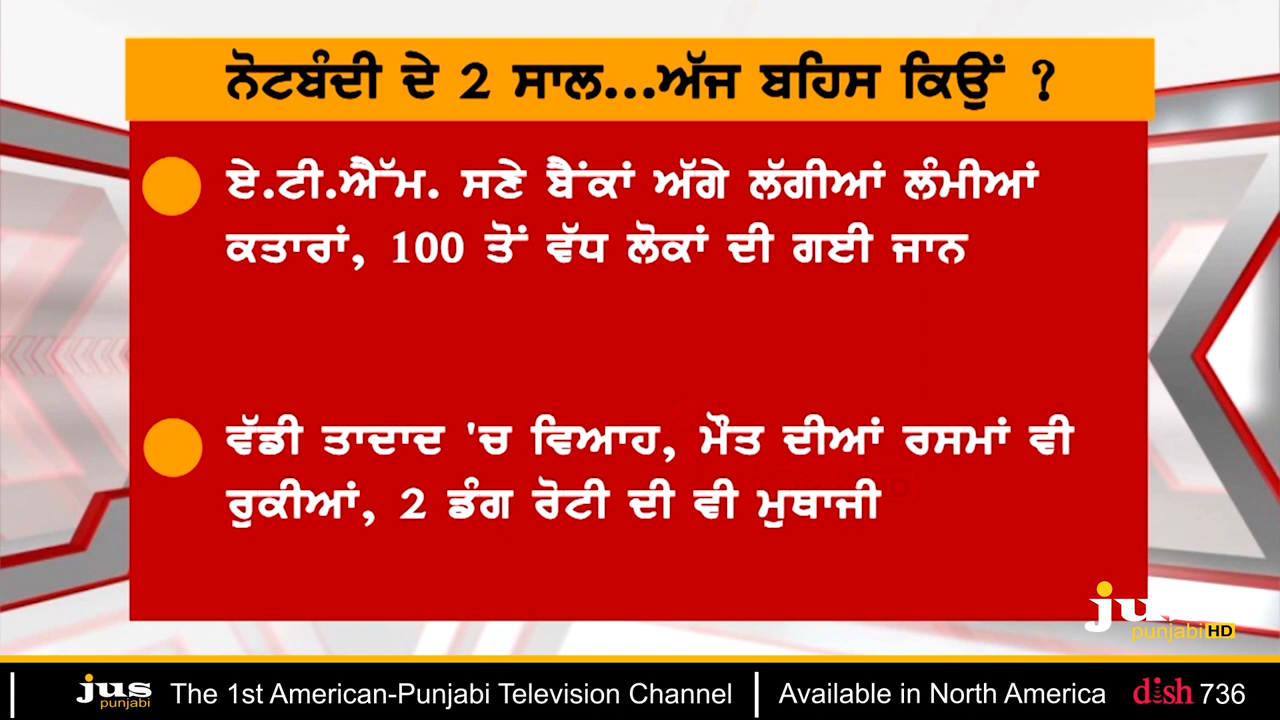 ਨੋਟਬੰਦੀ ਦੇ 2 ਸਾਲ...ਅੱਜ ਬਹਿਸ ਕਿਉਂ ?
ਏ.ਟੀ.ਐੱਮ. ਸਣੇ ਬੈਂਕਾਂ ਅੱਗੇ ਲੱਗੀਆਂ ਲੰਮੀਆਂ
ਕਤਾਰਾਂ, 100 ਤੋਂ ਵੱਧ ਲੋਕਾਂ ਦੀ ਗਈ ਜਾਨ
ਵੱਡੀ ਤਾਦਾਦ 'ਚ ਵਿਆਹ, ਮੌਤ ਦੀਆਂ ਰਸਮਾਂ ਵੀ
ਰੁਕੀਆਂ, 2 ਡੰਗ ਰੋਟੀ ਦੀ ਵੀ ਮੁਥਾਜੀ
jus
punjabi HD
jus punjabi The 1st American-Punjabi Television Channel | Available in North America dish 736